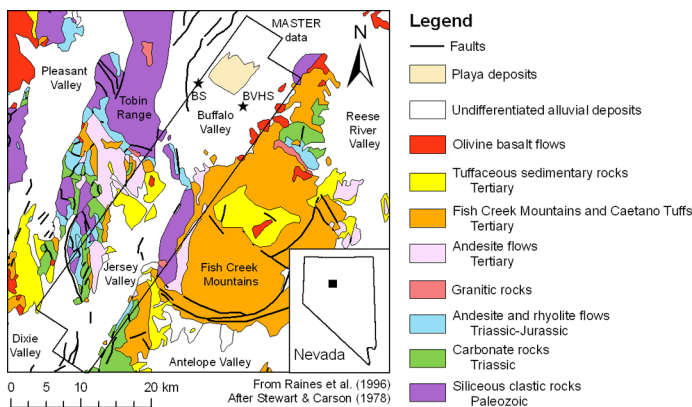 MASTER
data
N
Pleasant
Valley
BS
BVHS
Tobin
Range
Buffalo
Valley
Reese
River
Valley
Jersey
Valley
Fish Creek
Mountains
Dixie
Valley
Antelope Valley
Nevada
0 5 10 20 km
From Raines et al. (1996)
After Stewart & Carson (1978)
Legend
Faults
Playa deposits
Undifferentiated alluvial deposits
Olivine basalt flows
Tuffaceous sedimentary rocks
Tertiary
Fish Creek Mountains and Caetano Tuffs
Tertiary
Andesite flows
Tertiary
Granitic rocks
Andesite and rhyolite flows
Triassic-Jurassic
Carbonate rocks
Triassic
Siliceous clastic rocks
Paleozoic